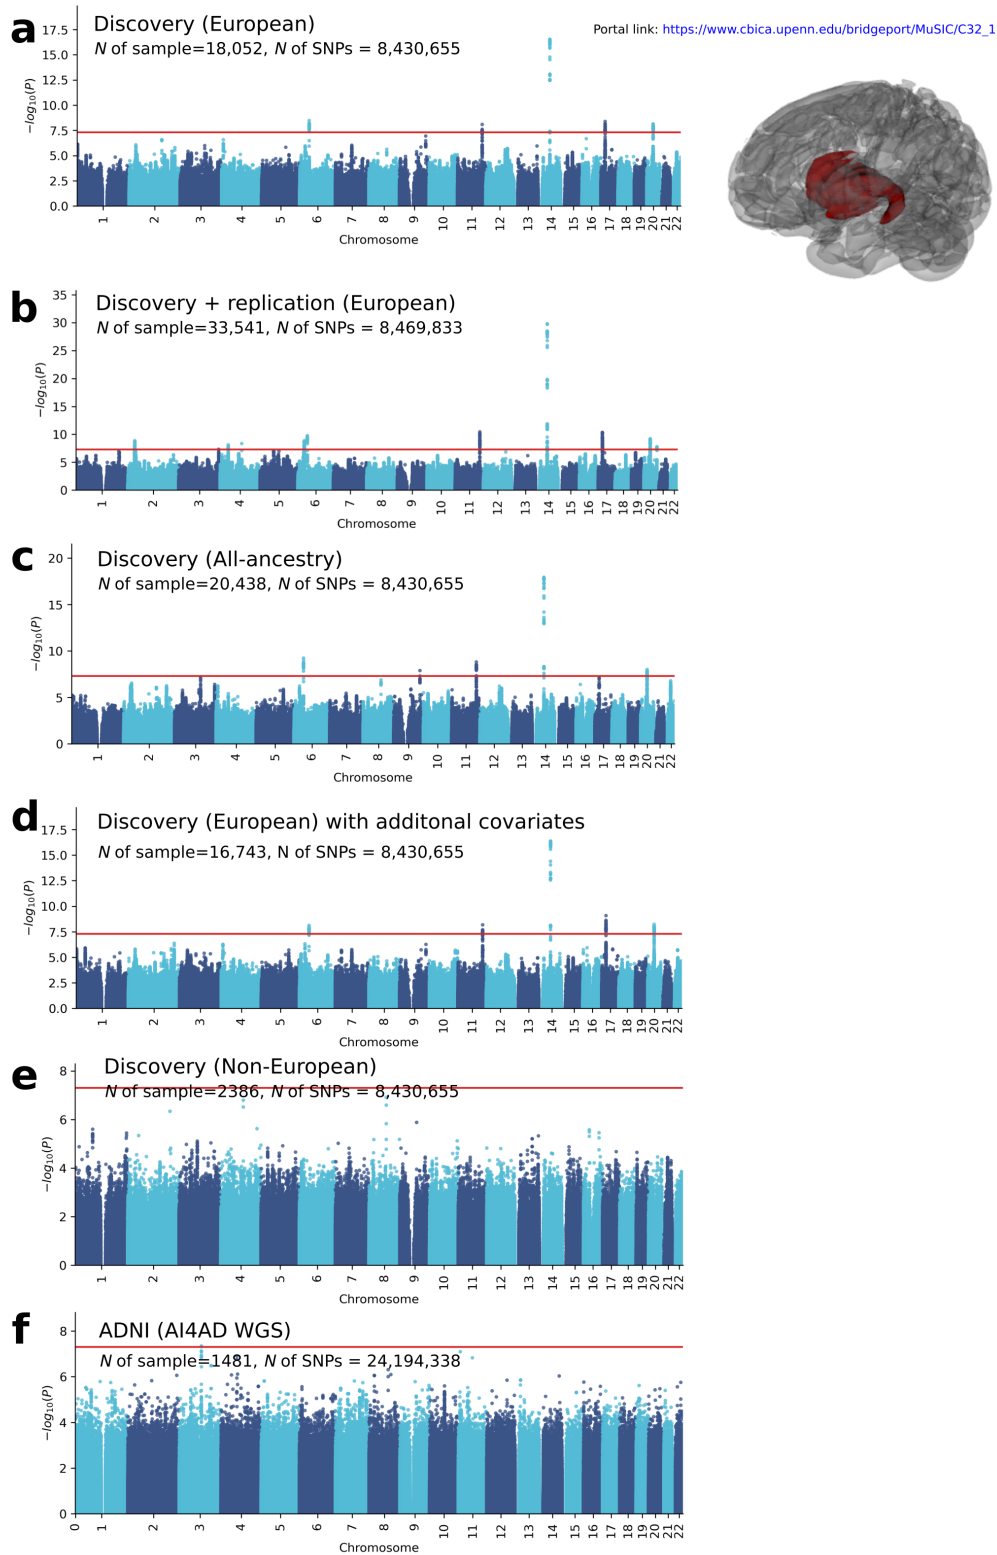 a
Discovery (European)
N of sample=18,052, N of SNPs = 8,430,655
Portal link: https://www.cbica.upenn.edu/bridgeport/MuSIC/C32_1
17.5
15.0
12.5
10.0
7.5
5.0
2.5
0.0
−log10(P)
1 2 3 4 5 6 7 8 9 10 11 12 13 14 15 16 17 18 19 20 21 22
Chromosome
b
Discovery + replication (European)
N of sample=33,541, N of SNPs = 8,469,833
35
30
25
20
15
10
5
0
−log10(P)
1 2 3 4 5 6 7 8 9 10 11 12 13 14 15 16 17 18 19 20 21 22
Chromosome
c
Discovery (All-ancestry)
N of sample=20,438, N of SNPs = 8,430,655
20
15
10
5
0
−log10(P)
1 2 3 4 5 6 7 8 9 10 11 12 13 14 15 16 17 18 19 20 21 22
Chromosome
d
Discovery (European) with additonal covariates
N of sample=16,743, N of SNPs = 8,430,655
17.5
15.0
12.5
10.0
7.5
5.0
2.5
0.0
−log10(P)
1 2 3 4 5 6 7 8 9 10 11 12 13 14 15 16 17 18 19 20 21 22
Chromosome
e
Discovery (Non-European)
N of sample=2386, N of SNPs = 8,430,655
8
6
4
2
0
−log10(P)
1 2 3 4 5 6 7 8 9 10 11 12 13 14 15 16 17 18 19 20 21 22
Chromosome
f
ADNI (AI4AD WGS)
N of sample=1481, N of SNPs = 24,194,338
8
6
4
2
0
−log10(P)
0 1 2 3 4 5 6 7 8 9 10 11 12 13 14 15 16 17 18 19 20 21 22
Chromosome